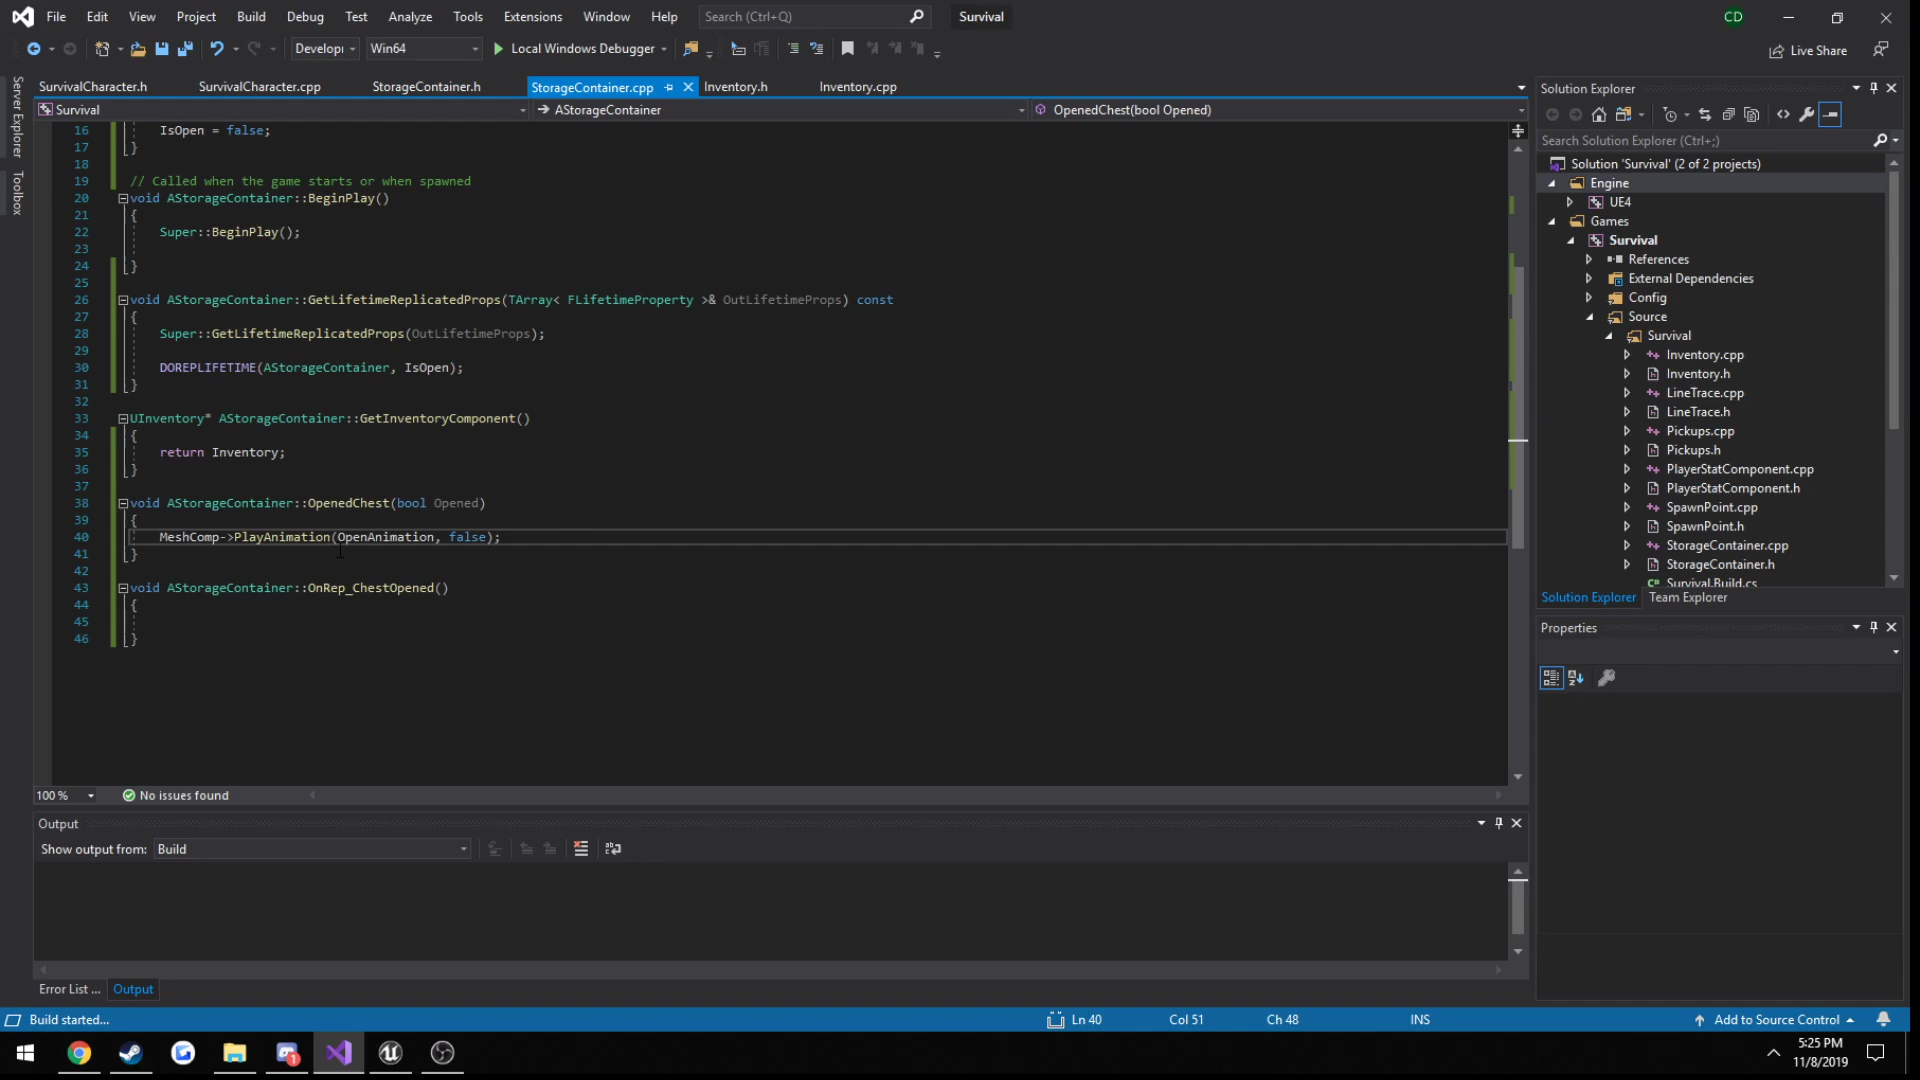 File Edit View Project Build Debug Test Analyze Tools Extensions Window Help Search (Ctrl+Q) Survival CD
Developı Win64 Local Windows Debugger Live Share
Server Explorer
Toolbox
SurvivalCharacter.h SurvivalCharacter.cpp StorageContainer.h StorageContainer.cpp Inventory.h Inventory.cpp
Survival AStorageContainer OpenedChest(bool Opened)
16 IsOpen = false;
17 }
18
19 // Called when the game starts or when spawned
20 void AStorageContainer::BeginPlay()
21 {
22 Super::BeginPlay();
23
24 }
25
26 void AStorageContainer::GetLifetimeReplicatedProps(TArray< FLifetimeProperty >& OutLifetimeProps) const
27 {
28 Super::GetLifetimeReplicatedProps(OutLifetimeProps);
29
30 DOREPLIFETIME(AStorageContainer, IsOpen);
31 }
32
33 UInventory* AStorageContainer::GetInventoryComponent()
34 {
35 return Inventory;
36 }
37
38 void AStorageContainer::OpenedChest(bool Opened)
39 {
40 MeshComp->PlayAnimation(OpenAnimation, false);
41 }
42
43 void AStorageContainer::OnRep_ChestOpened()
44 {
45
46 }
100 % No issues found
Output
Show output from: Build
Error List ... Output
Solution Explorer
Search Solution Explorer (Ctrl+;)
Solution 'Survival' (2 of 2 projects)
Engine
UE4
Games
Survival
References
External Dependencies
Config
Source
Survival
Inventory.cpp
Inventory.h
LineTrace.cpp
LineTrace.h
Pickups.cpp
Pickups.h
PlayerStatComponent.cpp
PlayerStatComponent.h
SpawnPoint.cpp
SpawnPoint.h
StorageContainer.cpp
StorageContainer.h
Survival.Build.cs
Solution Explorer Team Explorer
Properties
Build started... Ln 40 Col 51 Ch 48 INS Add to Source Control
5:25 PM
11/8/2019